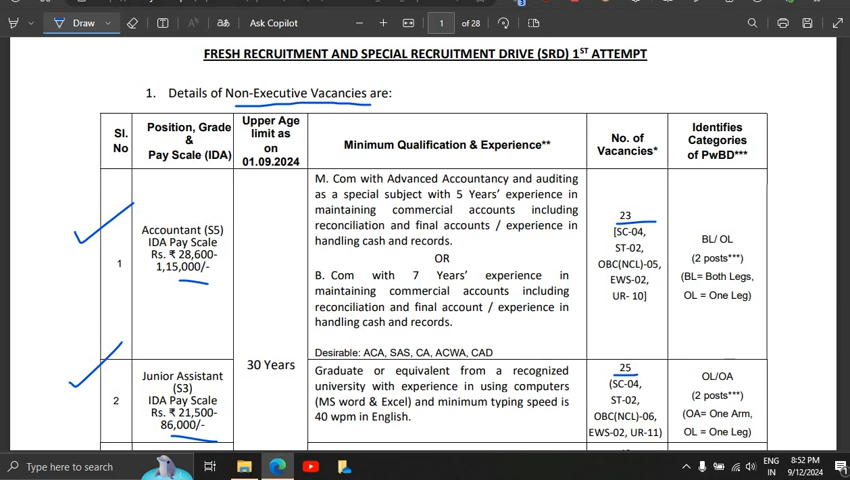 Draw
Ask Copilot
1
of 28
FRESH RECRUITMENT AND SPECIAL RECRUITMENT DRIVE (SRD) 1ST ATTEMPT
1. Details of Non-Executive Vacancies are:
Sl. No
Position, Grade
&
Pay Scale (IDA)
Upper Age
limit as
on
01.09.2024
Minimum Qualification & Experience**
No. of
Vacancies*
Identifies
Categories
of PwBD***
1
Accountant (S5)
IDA Pay Scale
Rs. ₹ 28,600-
1,15,000/-
30 Years
M. Com with Advanced Accountancy and auditing
as a special subject with 5 Years' experience in
maintaining commercial accounts including
reconciliation and final accounts / experience in
handling cash and records.
OR
B. Com with 7 Years' experience in
maintaining commercial accounts including
reconciliation and final account / experience in
handling cash and records.
Desirable: ACA, SAS, CA, ACWA, CAD
23
[SC-04,
ST-02,
OBC(NCL)-05,
EWS-02,
UR- 10]
BL/ OL
(2 posts***)
(BL= Both Legs,
OL = One Leg)
2
Junior Assistant
(S3)
IDA Pay Scale
Rs. ₹ 21,500-
86,000/-
Graduate or equivalent from a recognized
university with experience in using computers
(MS word & Excel) and minimum typing speed is
40 wpm in English.
25
(SC-04,
ST-02,
OBC(NCL)-06,
EWS-02, UR-11)
OL/OA
(2 posts***)
(OA= One Arm,
OL = One Leg)
Type here to search
ENG
IN
8:52 PM
9/12/2024